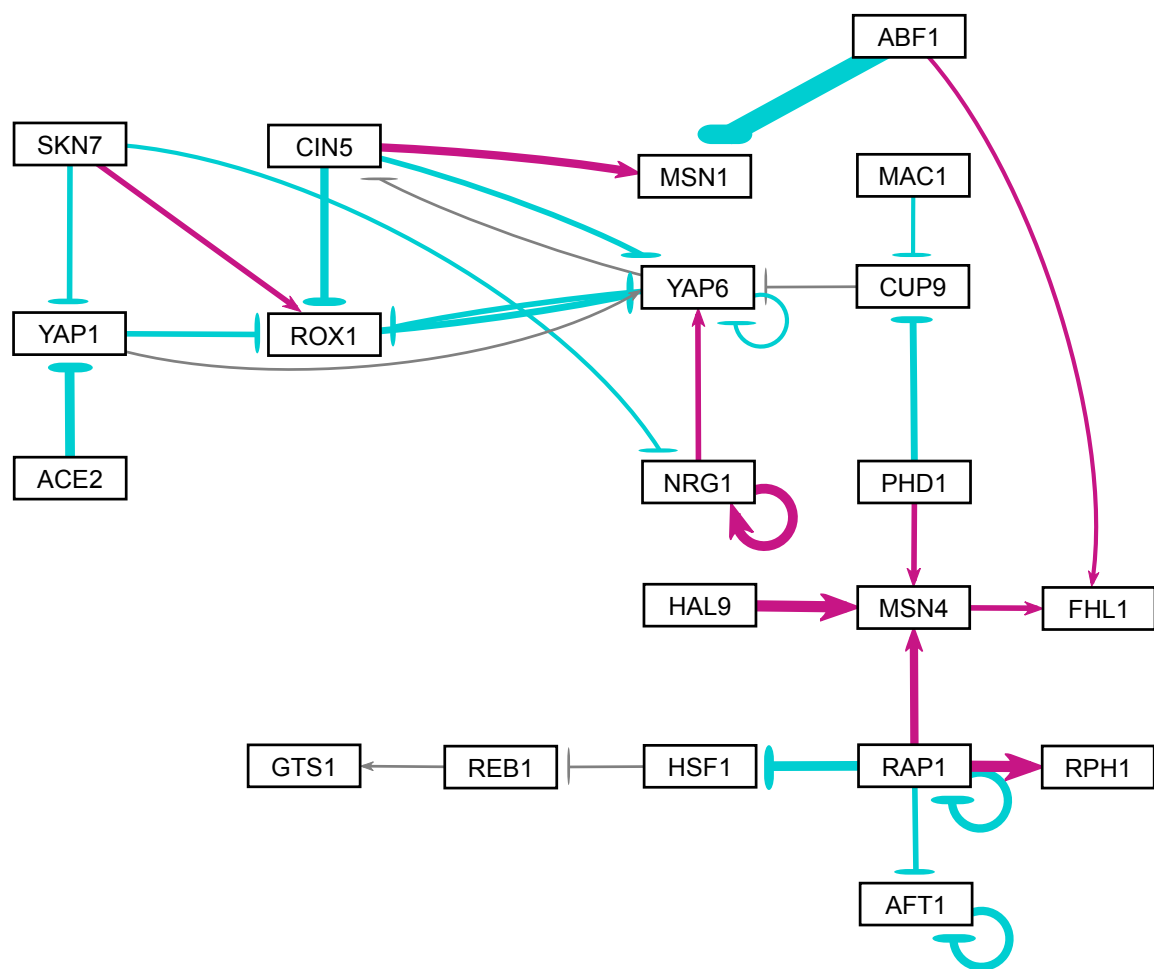 ABF1
SKN7
CIN5
MSN1
MAC1
YAP6
CUP9
YAP1
ROX1
ACE2
NRG1
PHD1
HAL9
MSN4
FHL1
GTS1
REB1
HSF1
RAP1
RPH1
AFT1